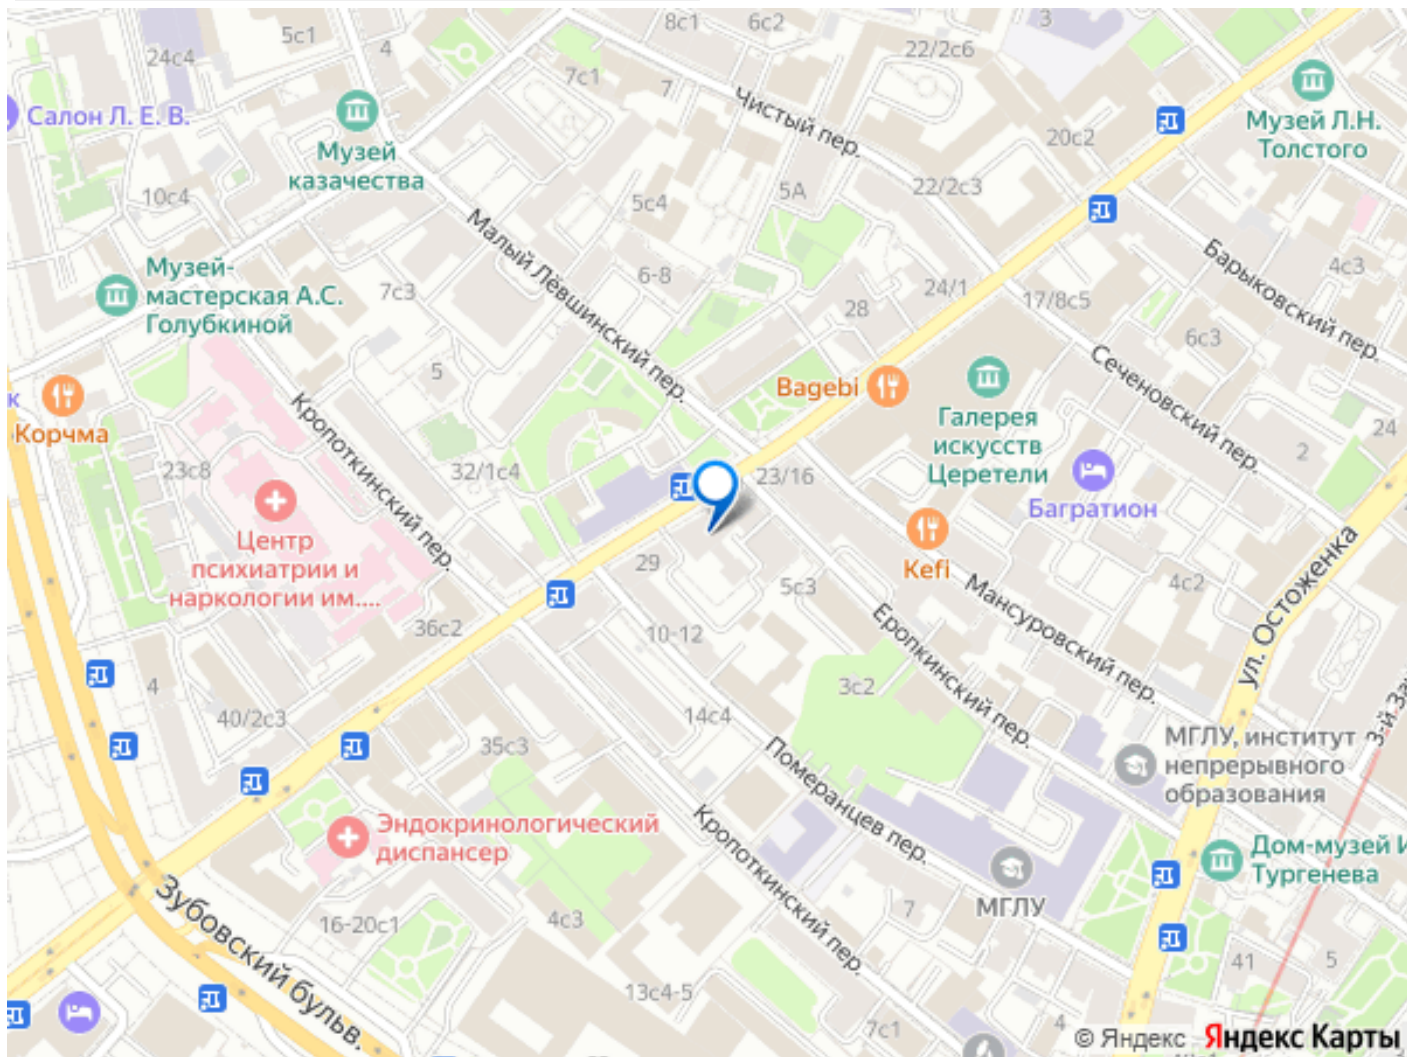 5с1
4
8с1
6с2
3
24с4
22/2с6
7с1
7
Салон Л. Е. В.
Музей
казачества
Чистый пер.
20с2
Музей Л.Н.
Толстого
10с4
5с4
5А
22/2с3
Малый Лёвшинский пер.
Музей-
мастерская А.С.
Голубкиной
7с3
6-8
28
24/1
17/8с5
Барыковский пер.
4с3
6с3
5
Bagebi
Галерея
искусств
Церетели
Сеченовский пер.
к
Корчма
Кропоткинский пер.
23с8
32/1с4
23/16
2
24
Багратион
Центр
психиатрии и
наркологии им....
29
5с3
Kefi
Мансуровский пер.
4с2
ул. Остоженка
36с2
10-12
Еропкинский пер.
3с2
4
40/2с3
14с4
35с3
Померанцев пер.
МГЛУ, институт
непрерывного
образования
3-й За
Эндокринологический
диспансер
Кропоткинский пер.
Дом-музей И
Тургенева
МГЛУ
Зубовский бульв.
16-20с1
4с3
7
41
5
13с4-5
7с1
4
© Яндекс Яндекс Карты